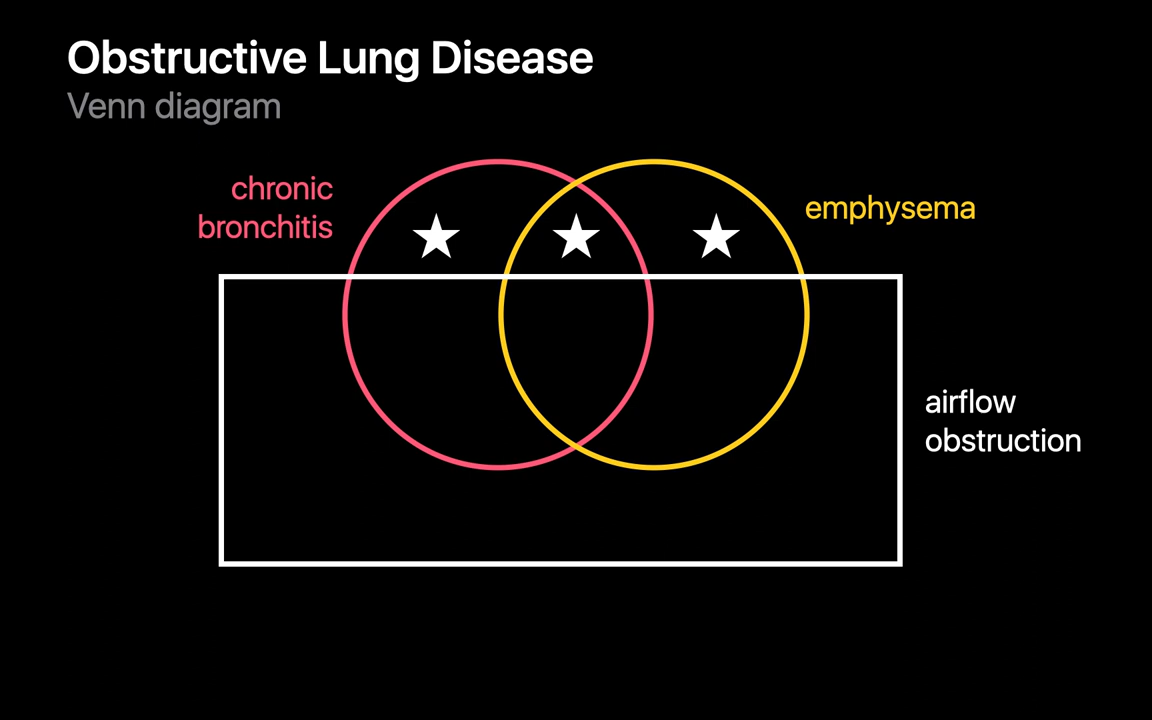 Obstructive Lung Disease
Venn diagram
chronic
bronchitis
emphysema
airflow
obstruction